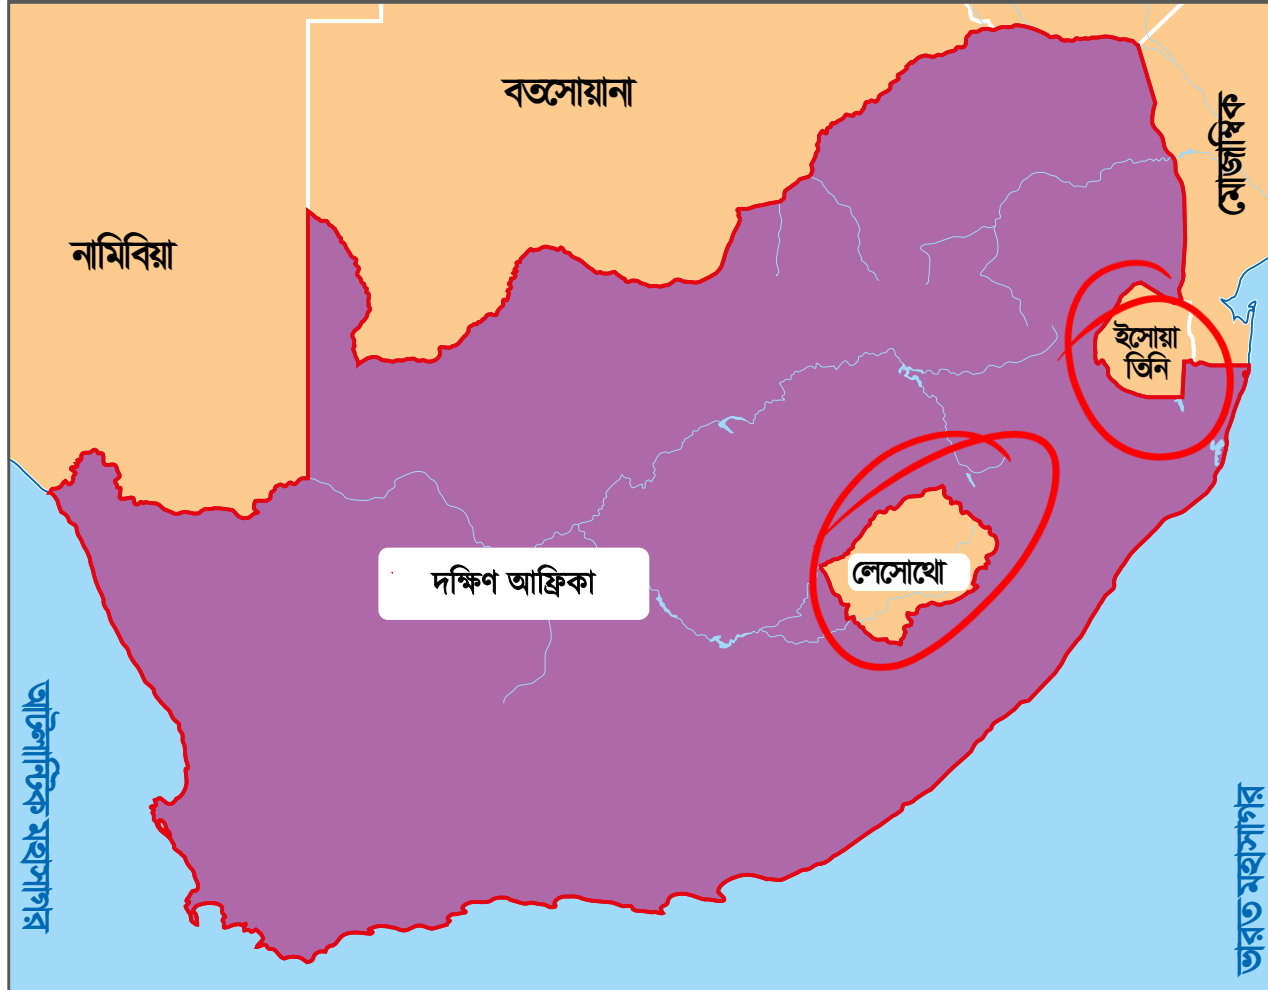 বতসোয়ানা
মোজাম্বিক
নামিবিয়া
ইসোয়া
তিনি
দক্ষিণ আফ্রিকা
লেসোথো
আটলান্টিক মহাসাগর
ভারত মহাসাগর